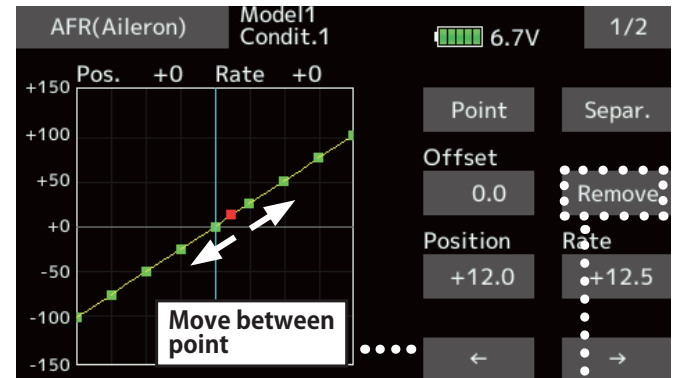 AFR(Aileron)
Model1
Condit.1
6.7V
1/2
Pos. +0 Rate +0
+150
+100
+50
+0
-50
-100
-150
Point
Separ.
Offset
0.0
Remove
Position
Rate
+12.0
+12.5
Move between
point
←
→